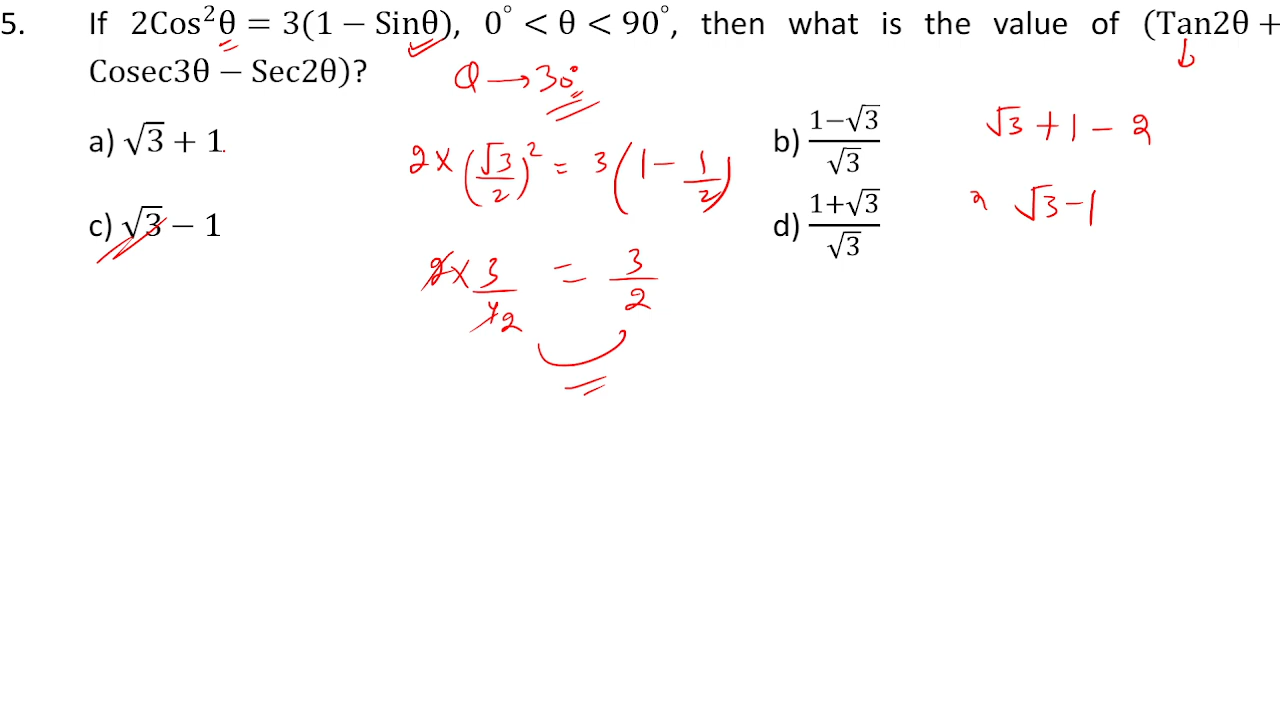 5. If 2Cos²θ = 3(1 − Sinθ), 0° < θ < 90°, then what is the value of (Tan2θ +
Cosec3θ − Sec2θ)?
θ → 30°
a) √3 + 1
b) (1−√3)/√3
√3 + 1 − 2
2 × (√3/2)² = 3(1 − 1/2)
c) √3 − 1
d) (1+√3)/√3
√3 − 1
2 × 3/4 2 = 3/2